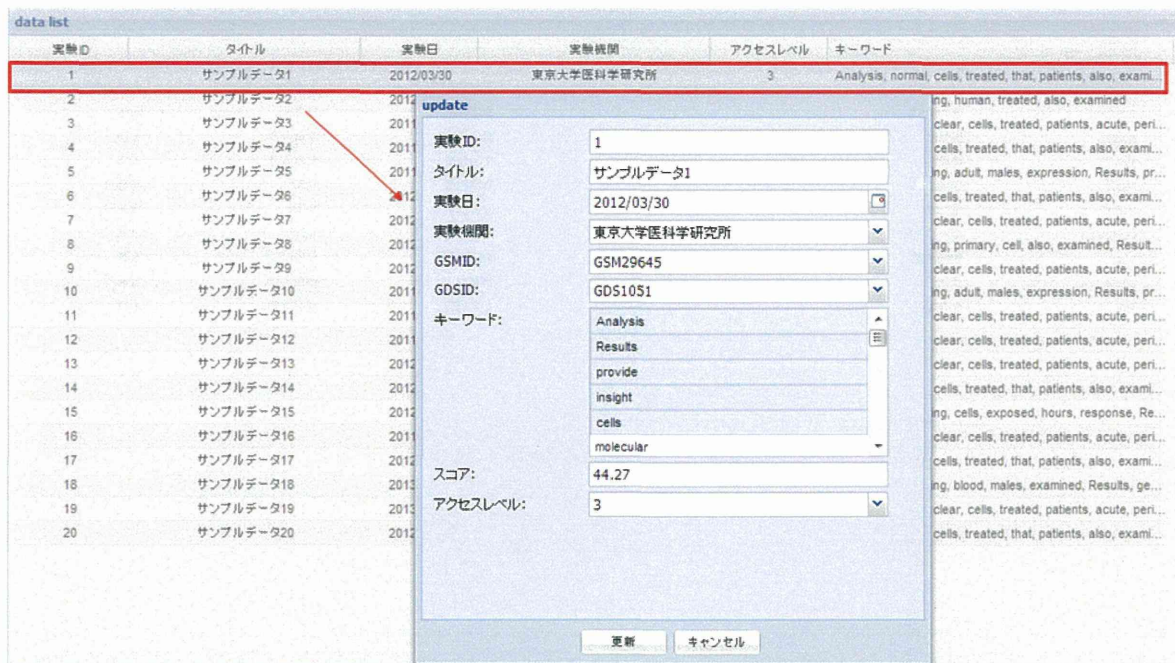 data list
実験ID タイトル 実験日 実験機関 アクセスレベル キーワード
1 サンプルデータ1 2012/03/30 東京大学医科学研究所 3 Analysis, normal, cells, treated, that, patients, also, exami...
2 サンプルデータ2 2012 ng, human, treated, also, examined
3 サンプルデータ3 2011 clear, cells, treated, patients, acute, peri...
4 サンプルデータ4 2011 cells, treated, that, patients, also, exami...
5 サンプルデータ5 2011 ng, adult, males, expression, Results, pr...
6 サンプルデータ6 2012 cells, treated, that, patients, also, exami...
7 サンプルデータ7 2012 clear, cells, treated, patients, acute, peri...
8 サンプルデータ8 2012 ng, primary, cell, also, examined, Result...
9 サンプルデータ9 2012 clear, cells, treated, patients, acute, peri...
10 サンプルデータ10 2011 ng, adult, males, expression, Results, pr...
11 サンプルデータ11 2011 clear, cells, treated, patients, acute, peri...
12 サンプルデータ12 2011 clear, cells, treated, patients, acute, peri...
13 サンプルデータ13 2012 clear, cells, treated, patients, acute, peri...
14 サンプルデータ14 2012 cells, treated, that, patients, also, exami...
15 サンプルデータ15 2012 ng, cells, exposed, hours, response, Re...
16 サンプルデータ16 2011 clear, cells, treated, patients, acute, peri...
17 サンプルデータ17 2012 cells, treated, that, patients, also, exami...
18 サンプルデータ18 2013 ng, blood, males, examined, Results, ge...
19 サンプルデータ19 2013 clear, cells, treated, patients, acute, peri...
20 サンプルデータ20 2012 cells, treated, that, patients, also, exami...
update
実験ID: 1
タイトル: サンプルデータ1
実験日: 2012/03/30
実験機関: 東京大学医科学研究所
GSMID: GSM29645
GDSID: GDS1051
キーワード: Analysis
Results
provide
insight
cells
molecular
スコア: 44.27
アクセスレベル: 3
更新 キャンセル